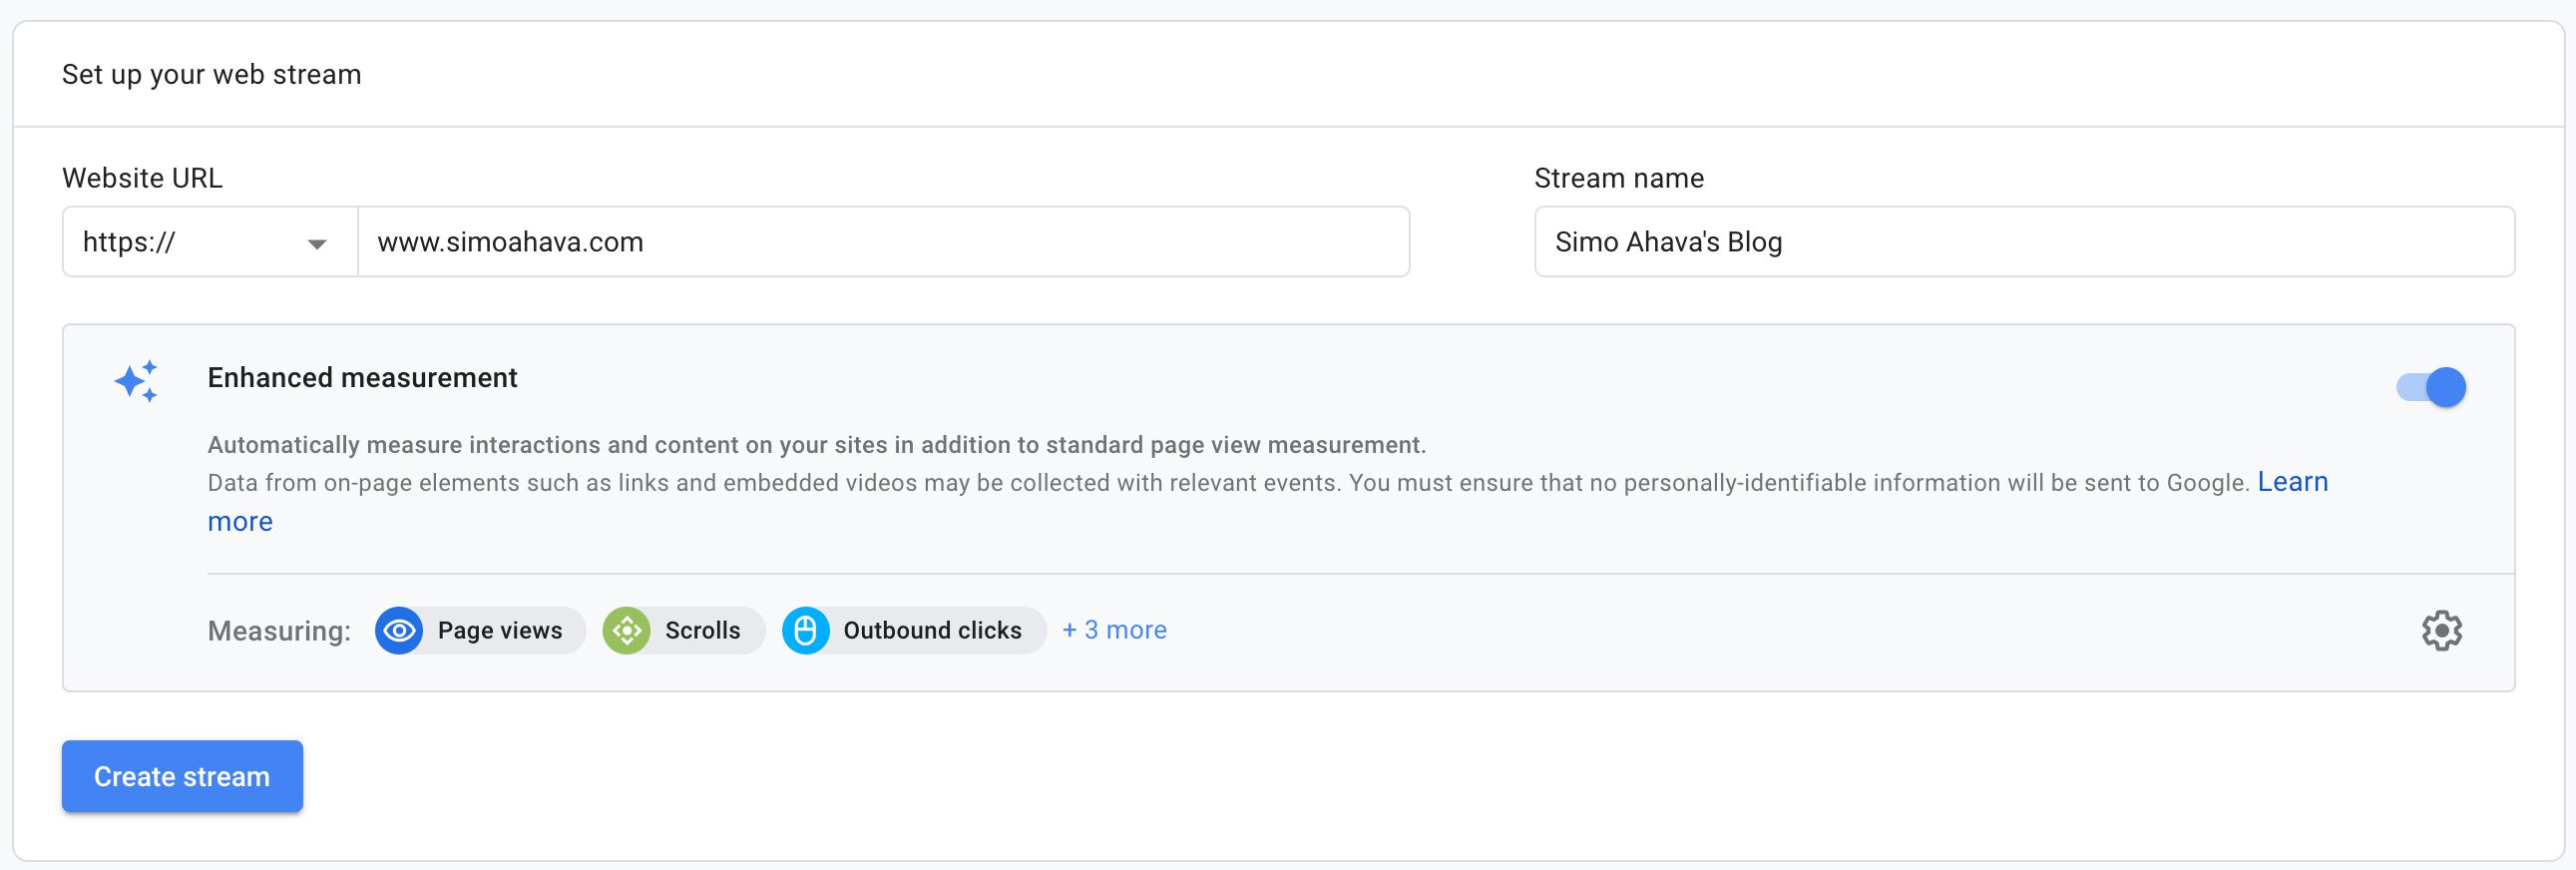 Set up your web stream
Website URL
Stream name
https://
www.simoahava.com
Simo Ahava's Blog
Enhanced measurement
Automatically measure interactions and content on your sites in addition to standard page view measurement.
Data from on-page elements such as links and embedded videos may be collected with relevant events. You must ensure that no personally-identifiable information will be sent to Google. Learn
more
Measuring: Page views Scrolls Outbound clicks + 3 more
Create stream